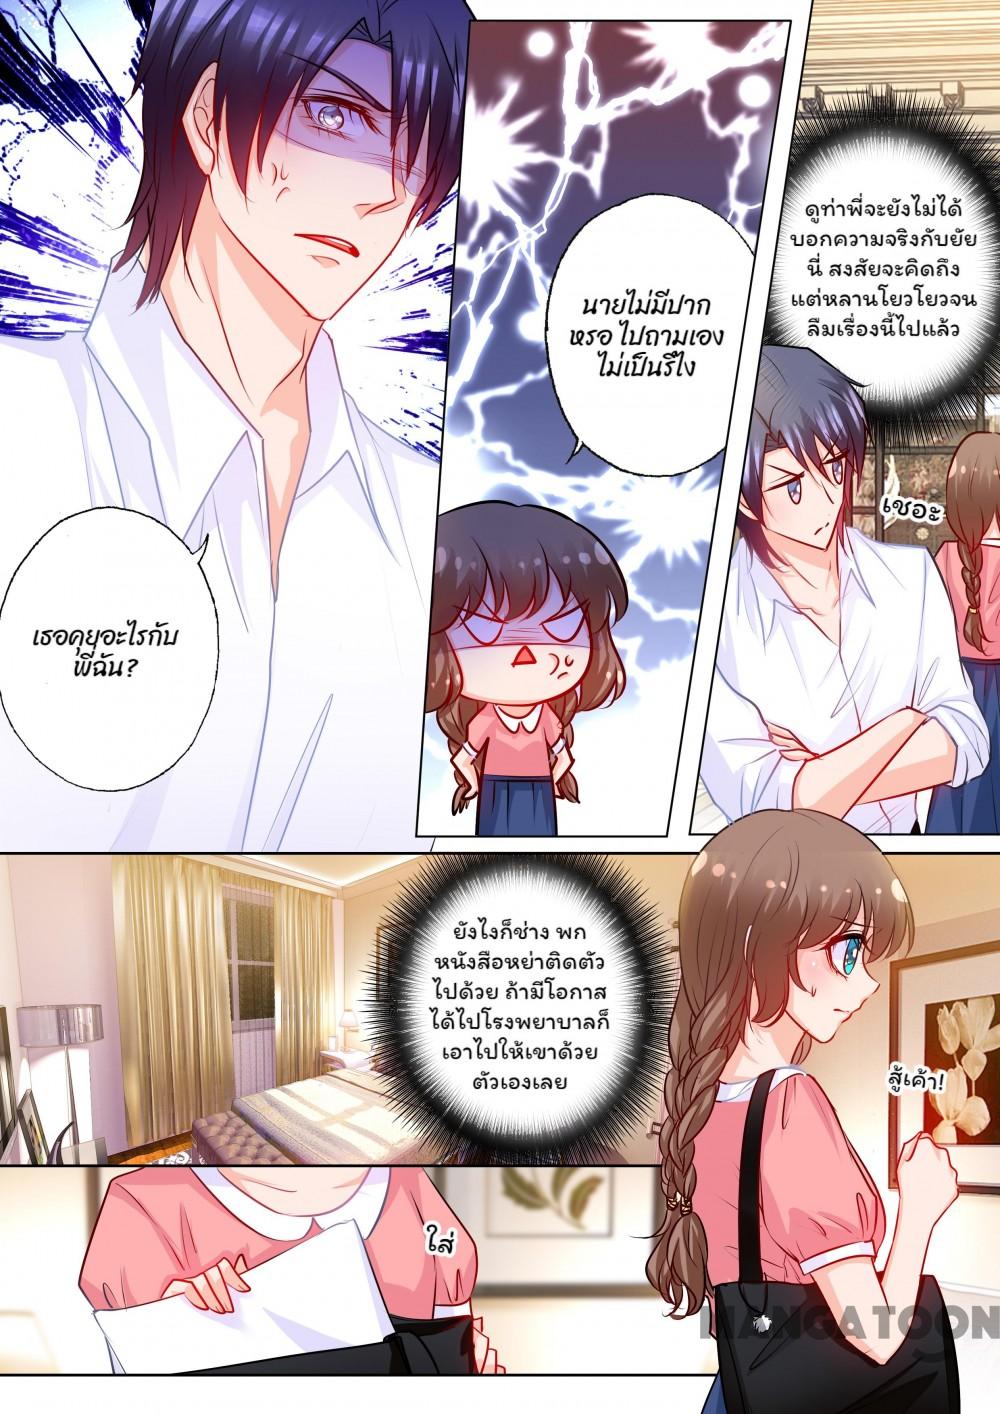 เธอคุยอะไรกับ
พี่ฉัน?
นายไม่มีปาก
หรอ ไปถามเอง
ไม่เป็นรึไง
ดูท่าพี่จะยังไม่ได้
บอกความจริงกับยัย
นี่ สงสัยจะคิดถึง
แต่หลานโยวโยวจน
ลืมเรื่องนี้ไปแล้ว
เชอะ
ยังไงก็ช่าง พก
หนังสือหย่าติดตัว
ไปด้วย ถ้ามีโอกาส
ได้ไปโรงพยาบาลก็
เอาไปให้เขาด้วย
ตัวเองเลย
สู้เค้า!
ใส่
MANGATOON